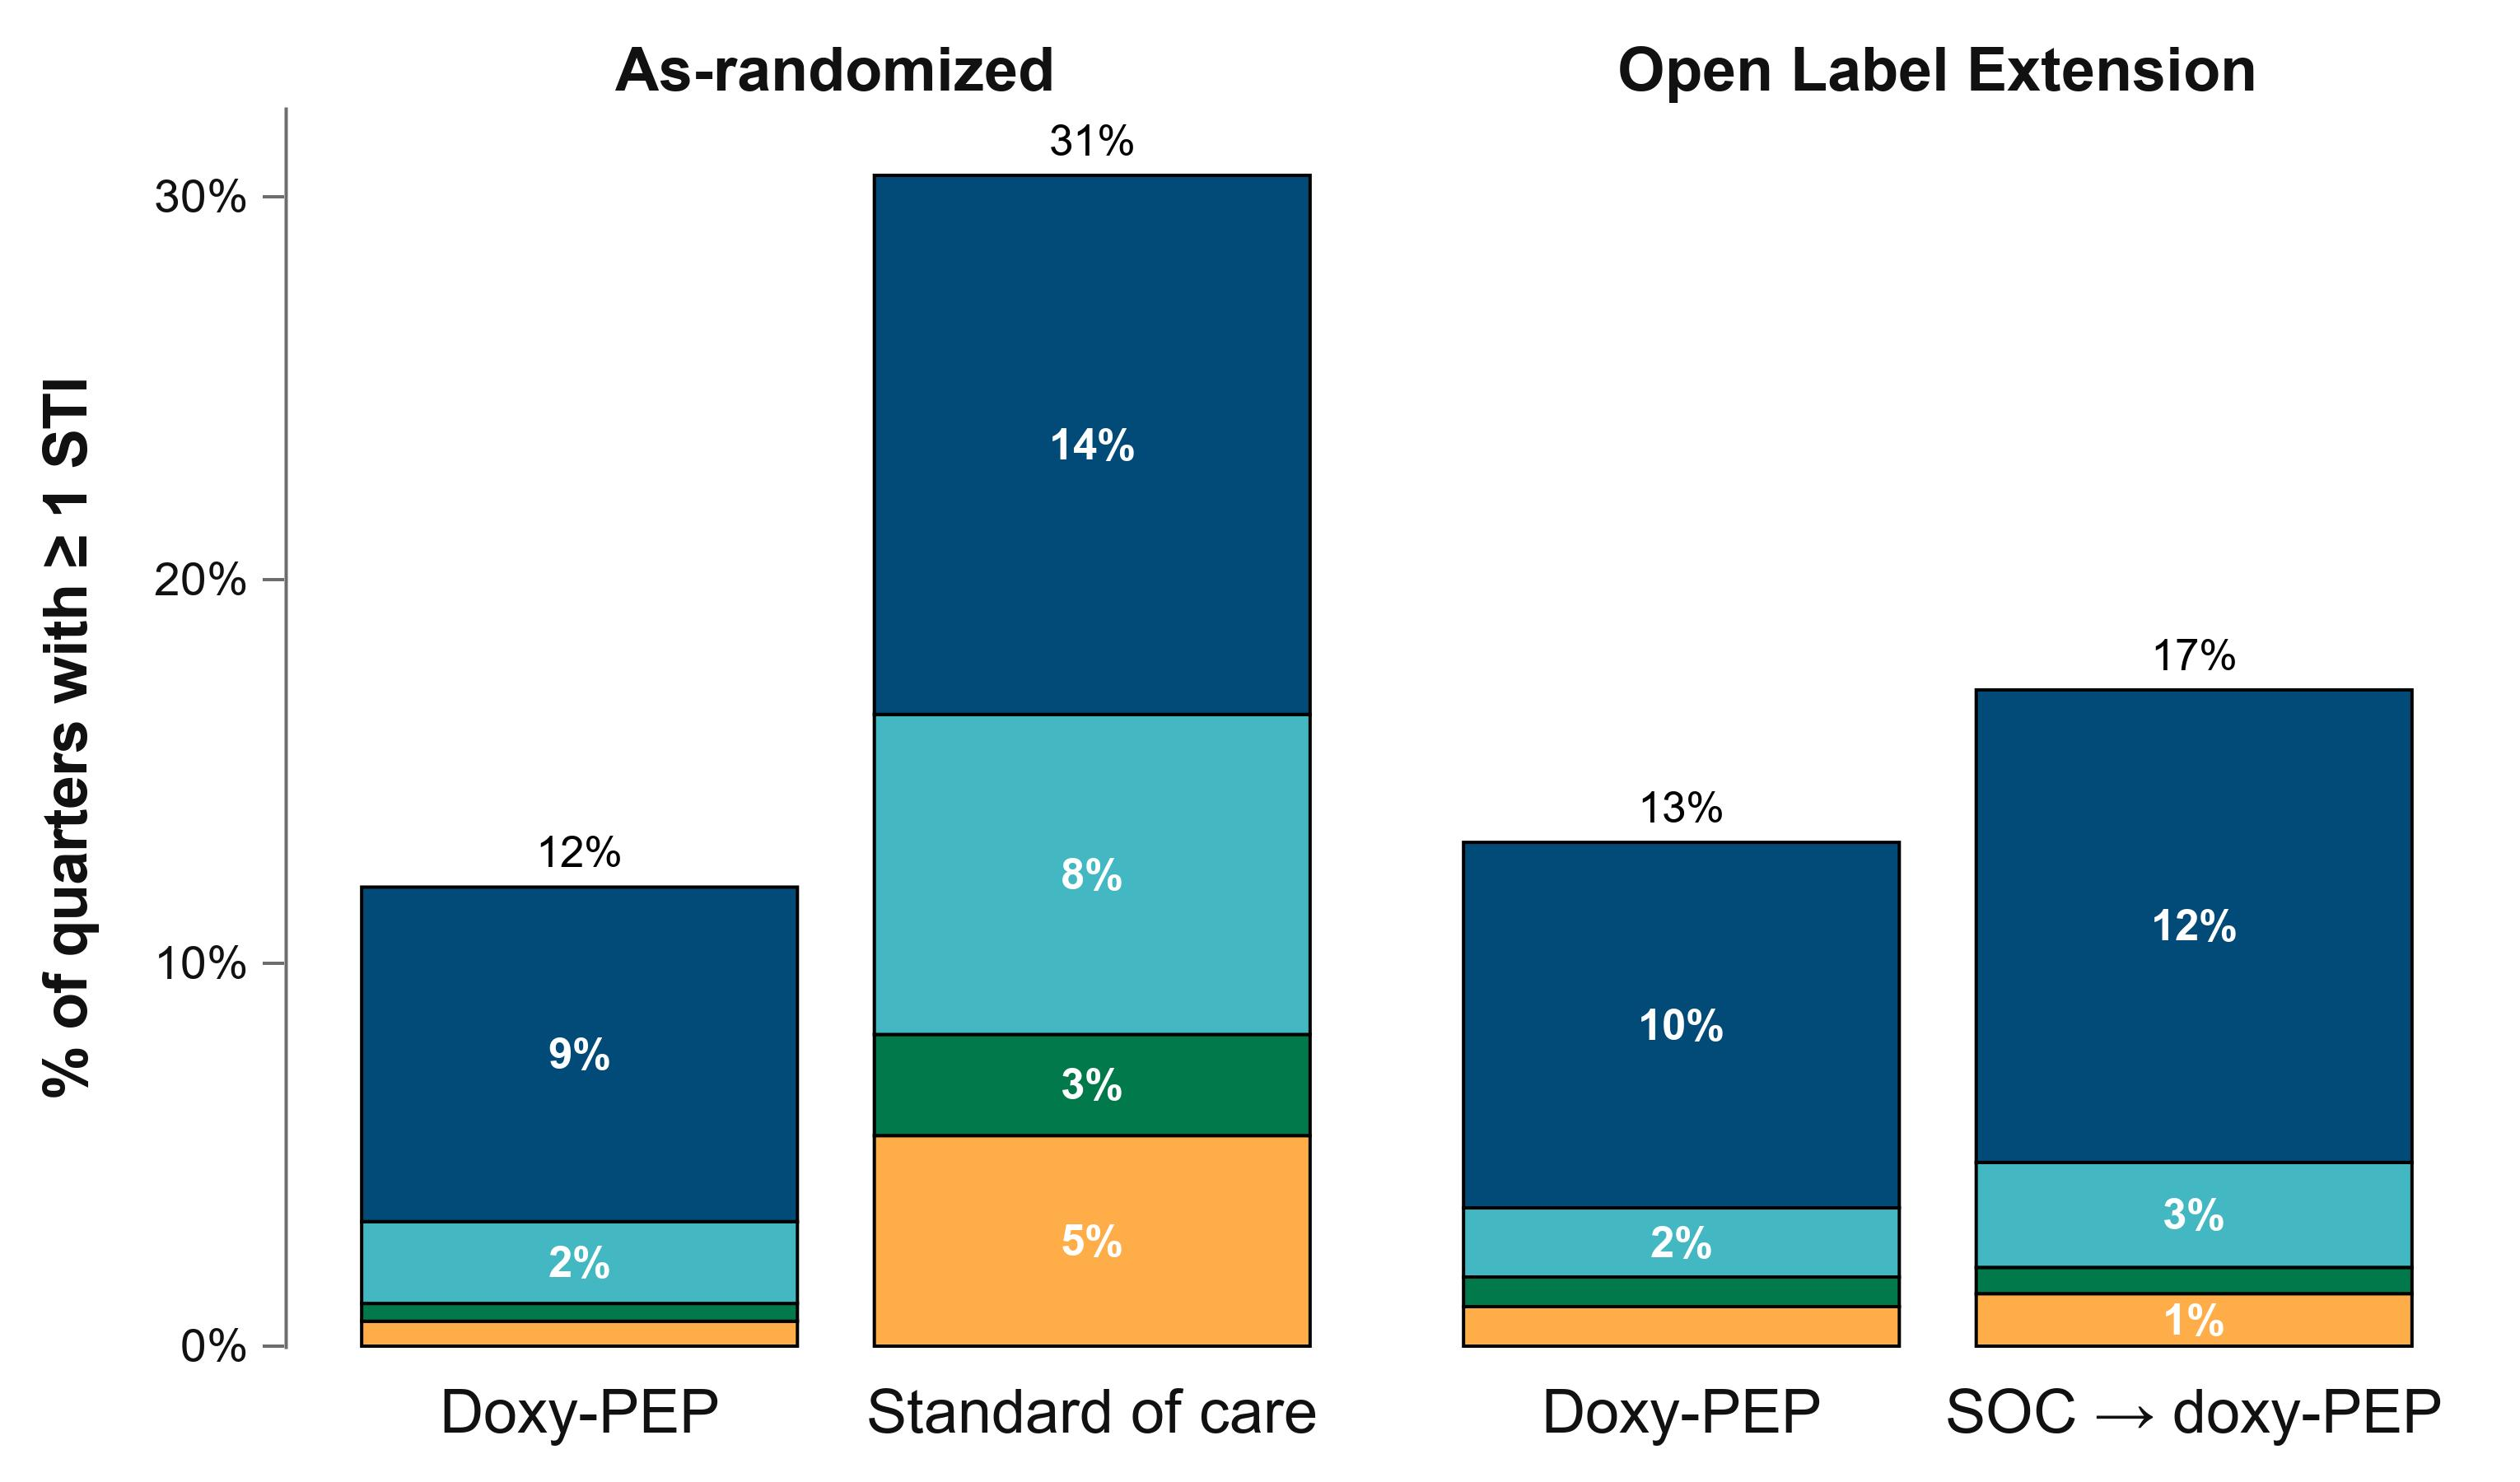 As-randomized
Open Label Extension
% of quarters with ≥ 1 STI
30%
20%
10%
0%
12%
9%
2%
31%
14%
8%
3%
5%
13%
10%
2%
17%
12%
3%
1%
Doxy-PEP
Standard of care
Doxy-PEP
SOC → doxy-PEP